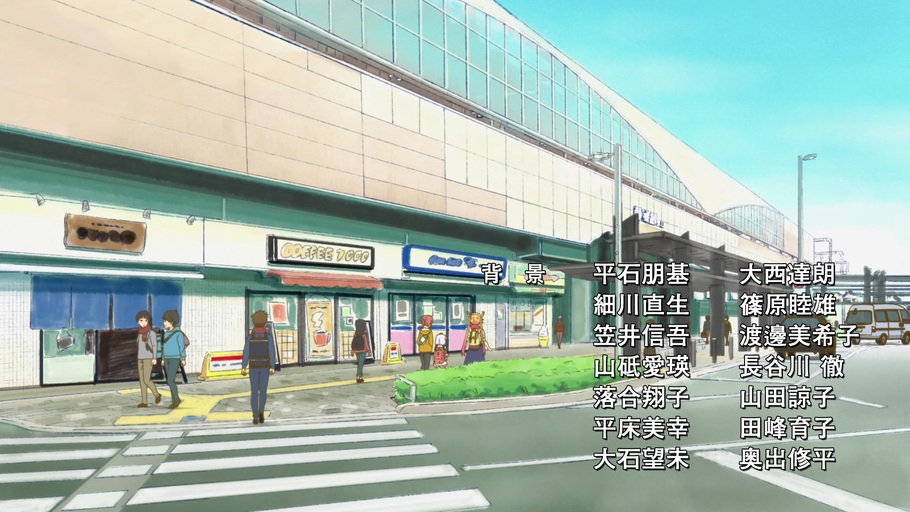 COFFEE 7000
背景 平石朋基 大西達朗
細川直生 篠原睦雄
笠井信吾 渡邊美希子
山砥愛瑛 長谷川 徹
落合翔子 山田諒子
平床美幸 田峰育子
大石望未 奥出修平